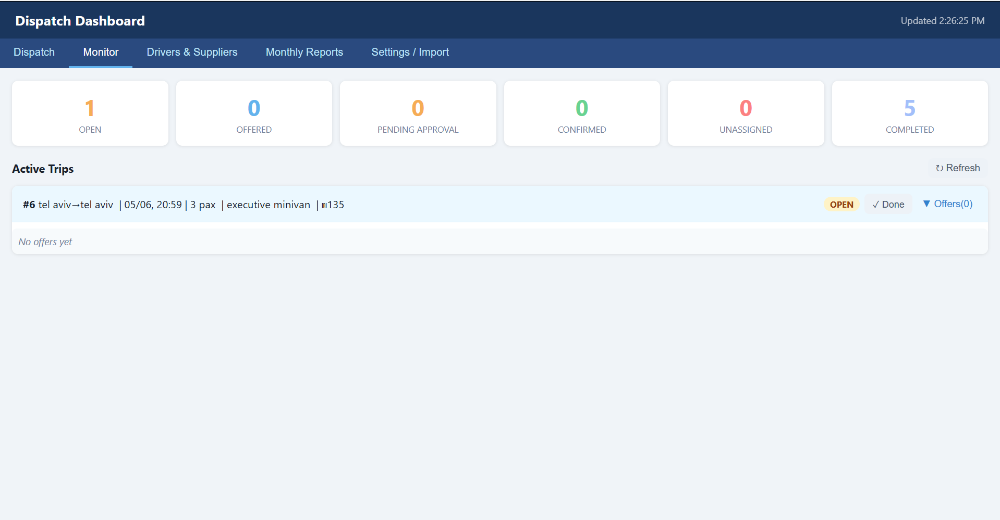 Dispatch Dashboard
Updated 2:26:25 PM
Dispatch
Monitor
Drivers & Suppliers
Monthly Reports
Settings / Import
1
OPEN
0
OFFERED
0
PENDING APPROVAL
0
CONFIRMED
0
UNASSIGNED
5
COMPLETED
Active Trips
↻ Refresh
#6 tel aviv→tel aviv | 05/06, 20:59 | 3 pax | executive minivan | ₪135
OPEN
✓ Done
▼ Offers(0)
No offers yet